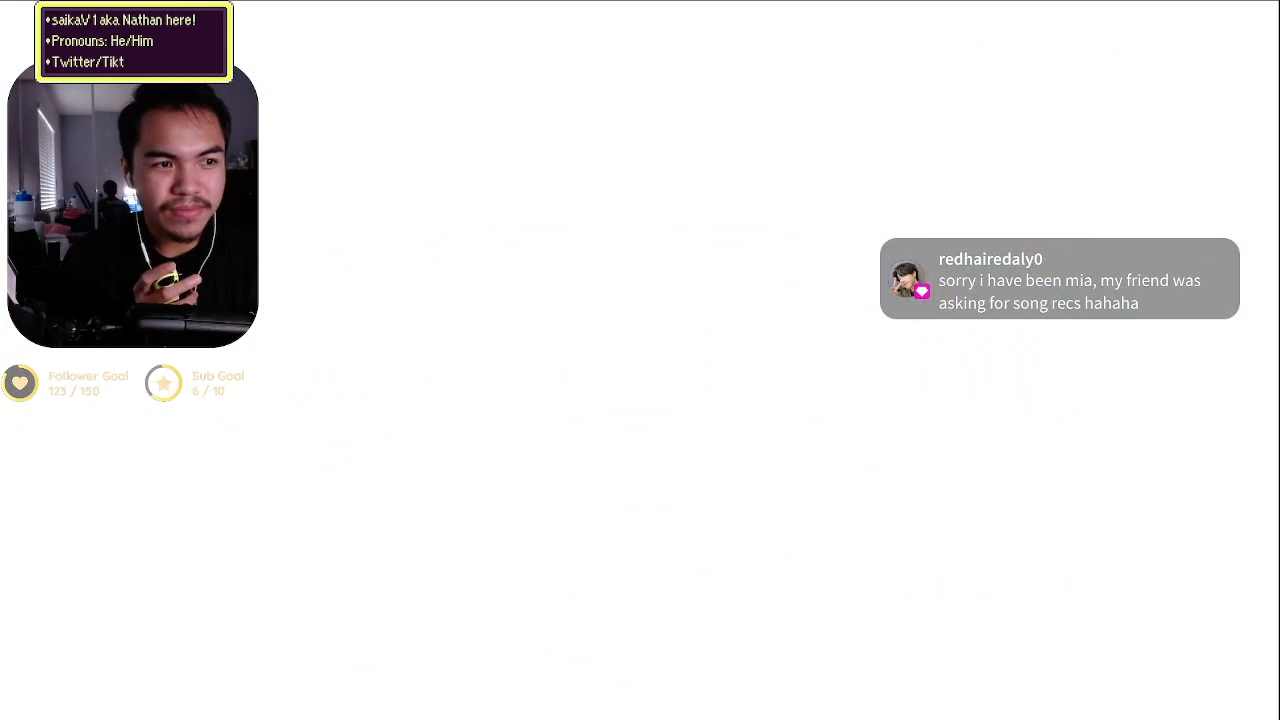 •saikaV1 aka Nathan here!
•Pronouns: He/Him
•Twitter/Tikt
redhairedaly0
sorry i have been mia, my friend was
asking for song recs hahaha
Follower Goal
123 / 150
Sub Goal
6 / 10